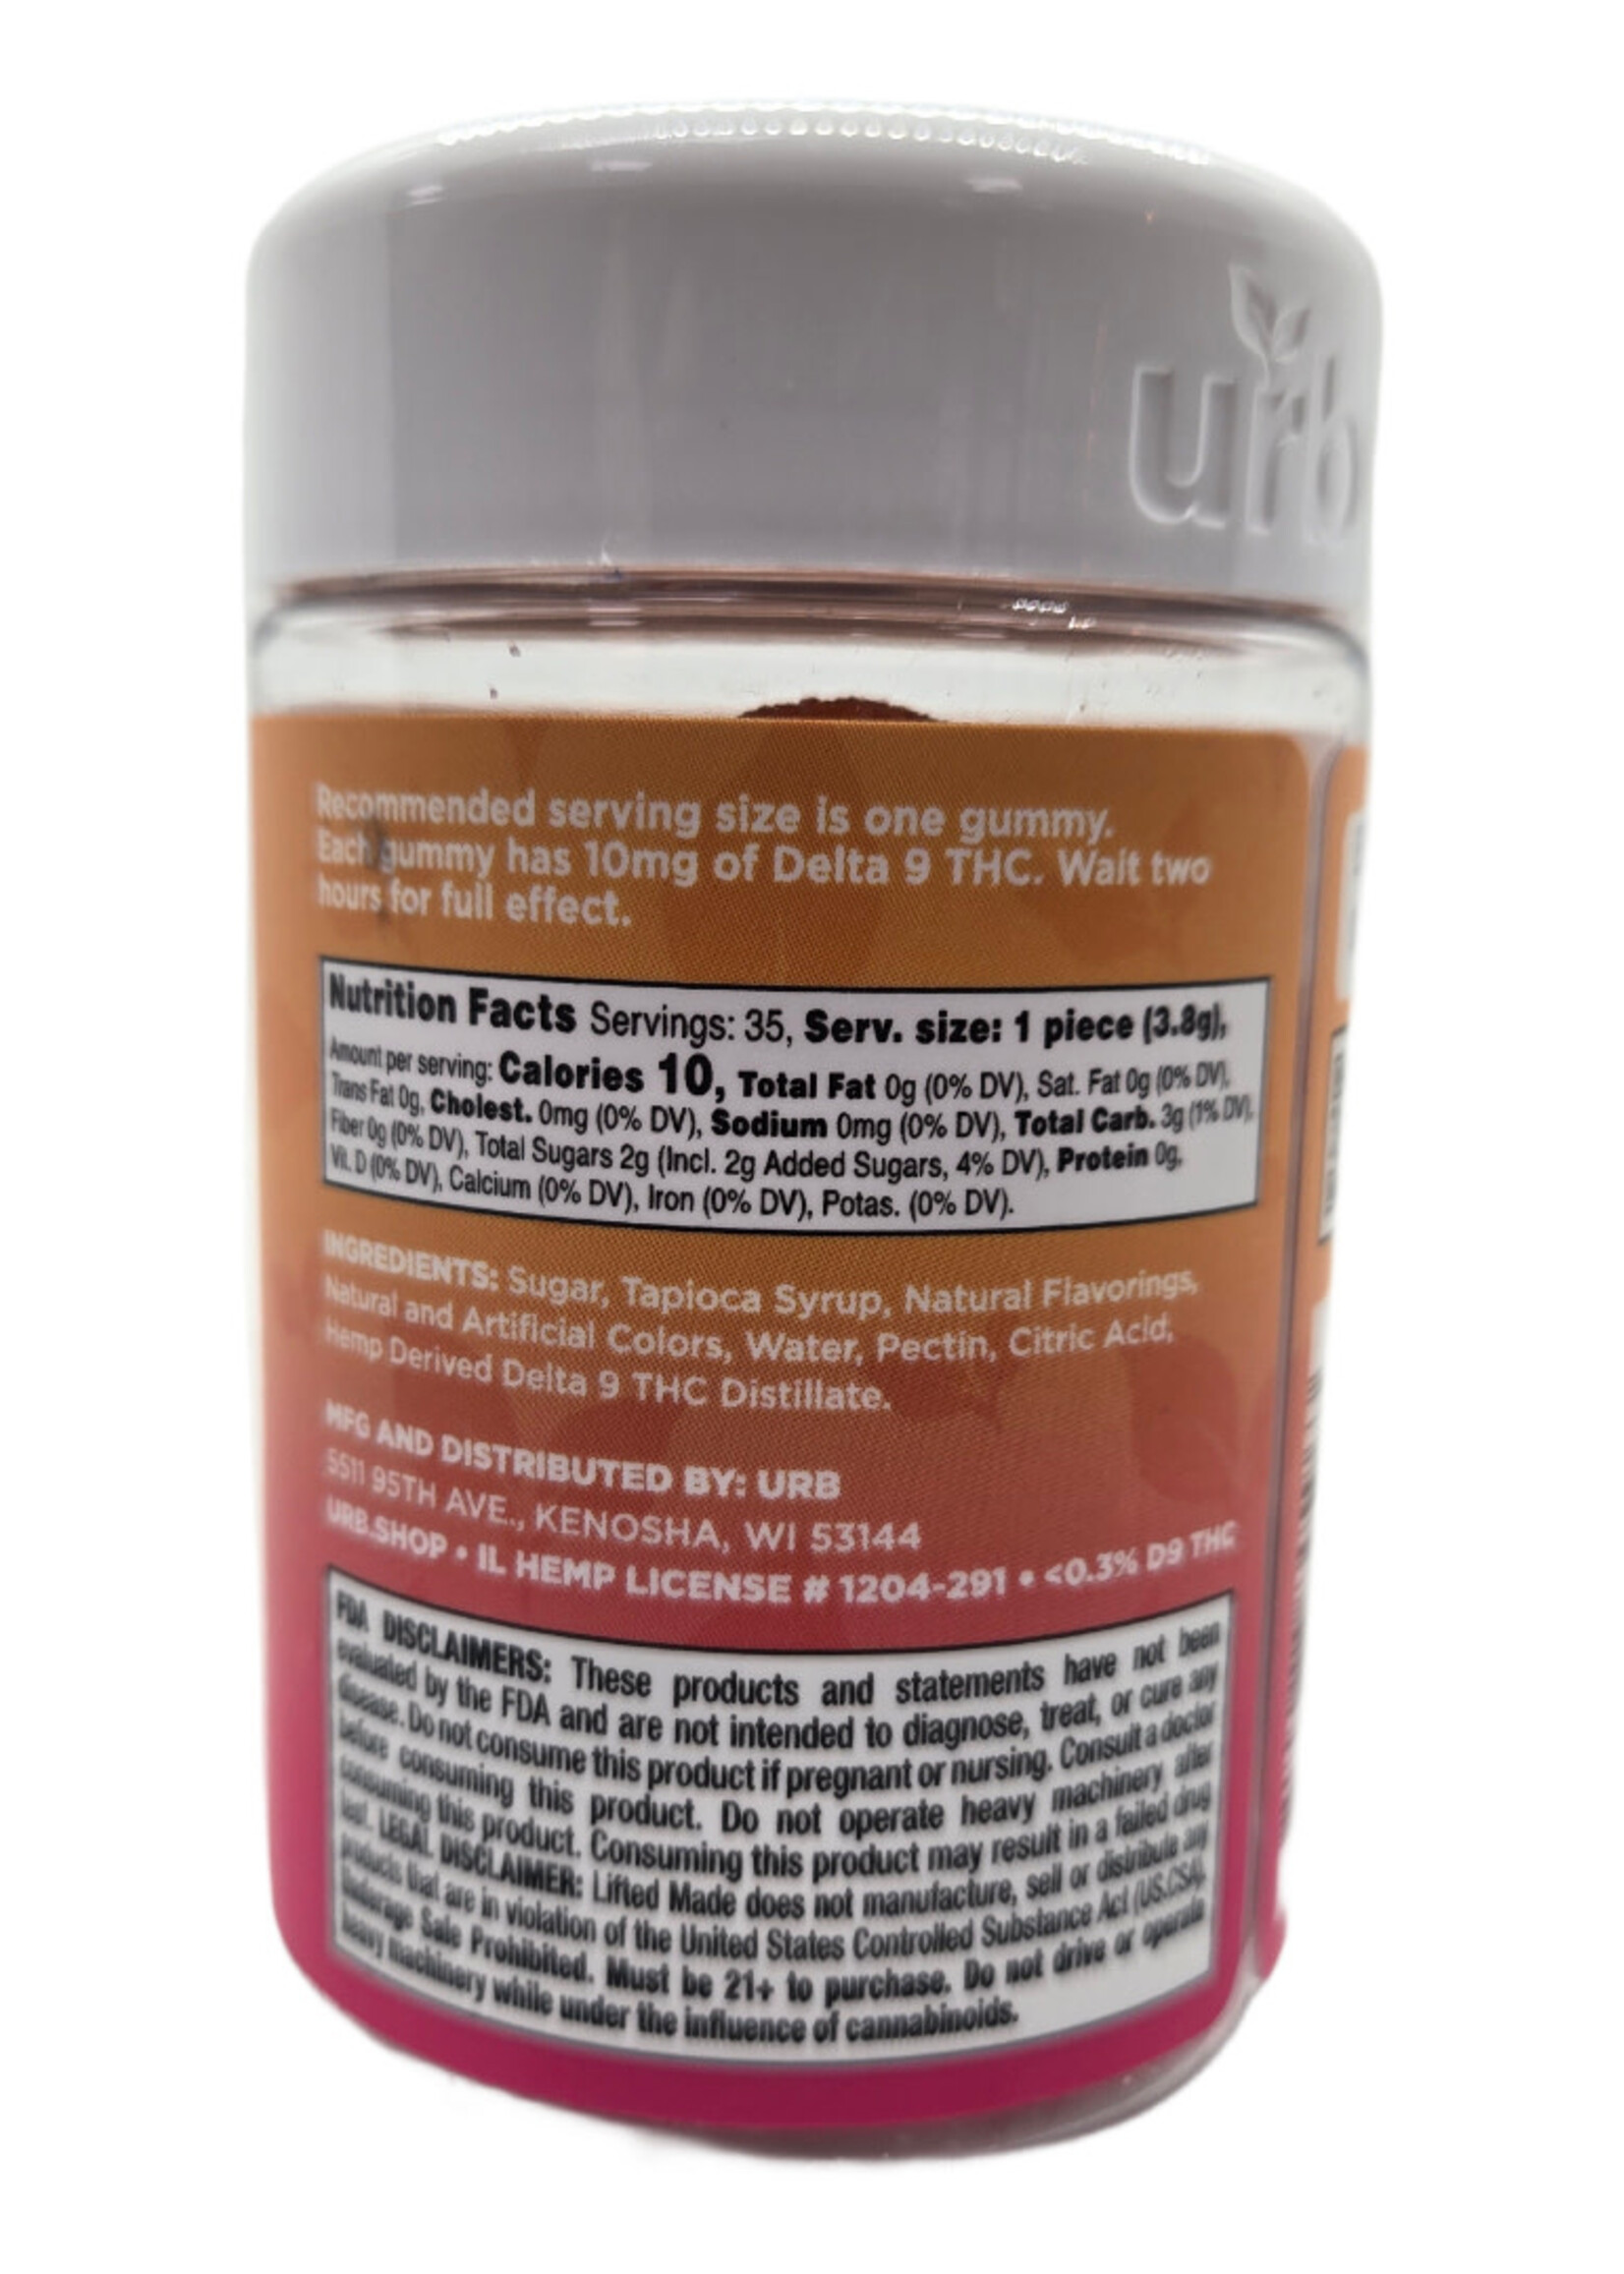 urb
Recommended serving size is one gummy.
Each gummy has 10mg of Delta 9 THC. Wait two
hours for full effect.
Nutrition Facts Servings: 35, Serv. size: 1 piece (3.8g),
Amount per serving: Calories 10, Total Fat 0g (0% DV), Sat. Fat 0g (0% DV),
Trans Fat 0g, Cholest. 0mg (0% DV), Sodium 0mg (0% DV), Total Carb. 3g (1% DV),
Fiber 0g (0% DV), Total Sugars 2g (Incl. 2g Added Sugars, 4% DV), Protein 0g,
Vit. D (0% DV), Calcium (0% DV), Iron (0% DV), Potas. (0% DV).
INGREDIENTS: Sugar, Tapioca Syrup, Natural Flavorings,
Natural and Artificial Colors, Water, Pectin, Citric Acid,
Hemp Derived Delta 9 THC Distillate.
MFG AND DISTRIBUTED BY: URB
5511 95TH AVE., KENOSHA, WI 53144
URB.SHOP • IL HEMP LICENSE # 1204-291 • <0.3% D9 THC
FDA DISCLAIMERS: These products and statements have not been
evaluated by the FDA and are not intended to diagnose, treat, or cure any
disease. Do not consume this product if pregnant or nursing. Consult a doctor
before consuming this product. Do not operate heavy machinery after
consuming this product. Consuming this product may result in a failed drug
test. LEGAL DISCLAIMER: Lifted Made does not manufacture, sell or distribute any
products that are in violation of the United States Controlled Substance Act (US.CSA).
Underage Sale Prohibited. Must be 21+ to purchase. Do not drive or operate
heavy machinery while under the influence of cannabinoids.